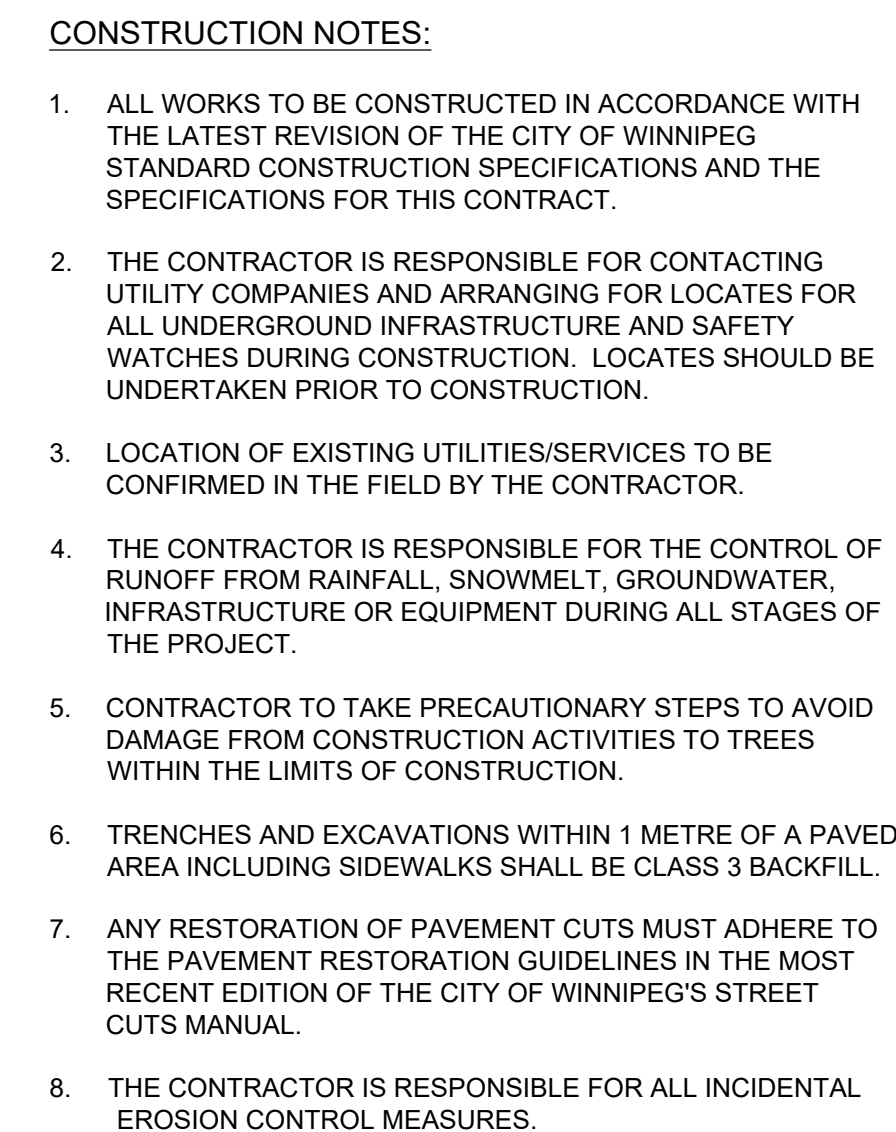 CONSTRUCTION NOTES:
1. ALL WORKS TO BE CONSTRUCTED IN ACCORDANCE WITH
THE LATEST REVISION OF THE CITY OF WINNIPEG
STANDARD CONSTRUCTION SPECIFICATIONS AND THE
SPECIFICATIONS FOR THIS CONTRACT.
2. THE CONTRACTOR IS RESPONSIBLE FOR CONTACTING
UTILITY COMPANIES AND ARRANGING FOR LOCATES FOR
ALL UNDERGROUND INFRASTRUCTURE AND SAFETY
WATCHES DURING CONSTRUCTION. LOCATES SHOULD BE
UNDERTAKEN PRIOR TO CONSTRUCTION.
3. LOCATION OF EXISTING UTILITIES/SERVICES TO BE
CONFIRMED IN THE FIELD BY THE CONTRACTOR.
4. THE CONTRACTOR IS RESPONSIBLE FOR THE CONTROL OF
RUNOFF FROM RAINFALL, SNOWMELT, GROUNDWATER,
INFRASTRUCTURE OR EQUIPMENT DURING ALL STAGES OF
THE PROJECT.
5. CONTRACTOR TO TAKE PRECAUTIONARY STEPS TO AVOID
DAMAGE FROM CONSTRUCTION ACTIVITIES TO TREES
WITHIN THE LIMITS OF CONSTRUCTION.
6. TRENCHES AND EXCAVATIONS WITHIN 1 METRE OF A PAVED
AREA INCLUDING SIDEWALKS SHALL BE CLASS 3 BACKFILL.
7. ANY RESTORATION OF PAVEMENT CUTS MUST ADHERE TO
THE PAVEMENT RESTORATION GUIDELINES IN THE MOST
RECENT EDITION OF THE CITY OF WINNIPEG'S STREET
CUTS MANUAL.
8. THE CONTRACTOR IS RESPONSIBLE FOR ALL INCIDENTAL
EROSION CONTROL MEASURES.